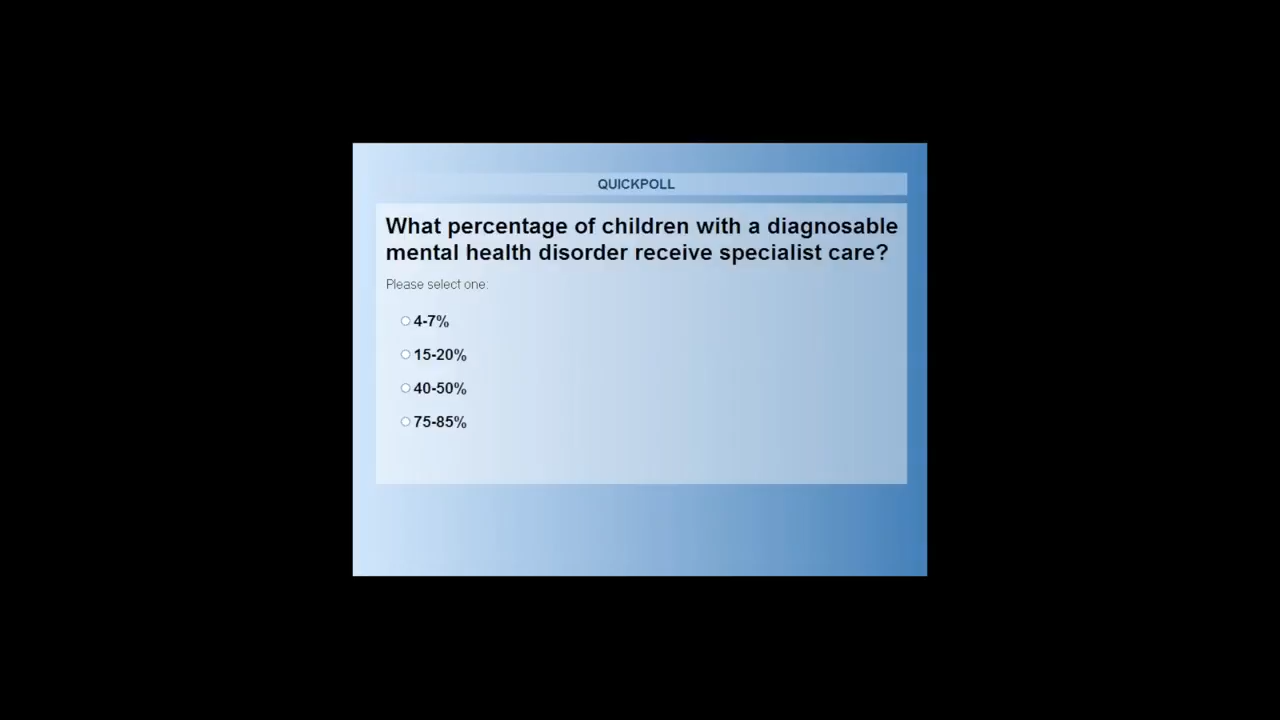 QUICKPOLL
What percentage of children with a diagnosable
mental health disorder receive specialist care?
Please select one:
4-7%
15-20%
40-50%
75-85%